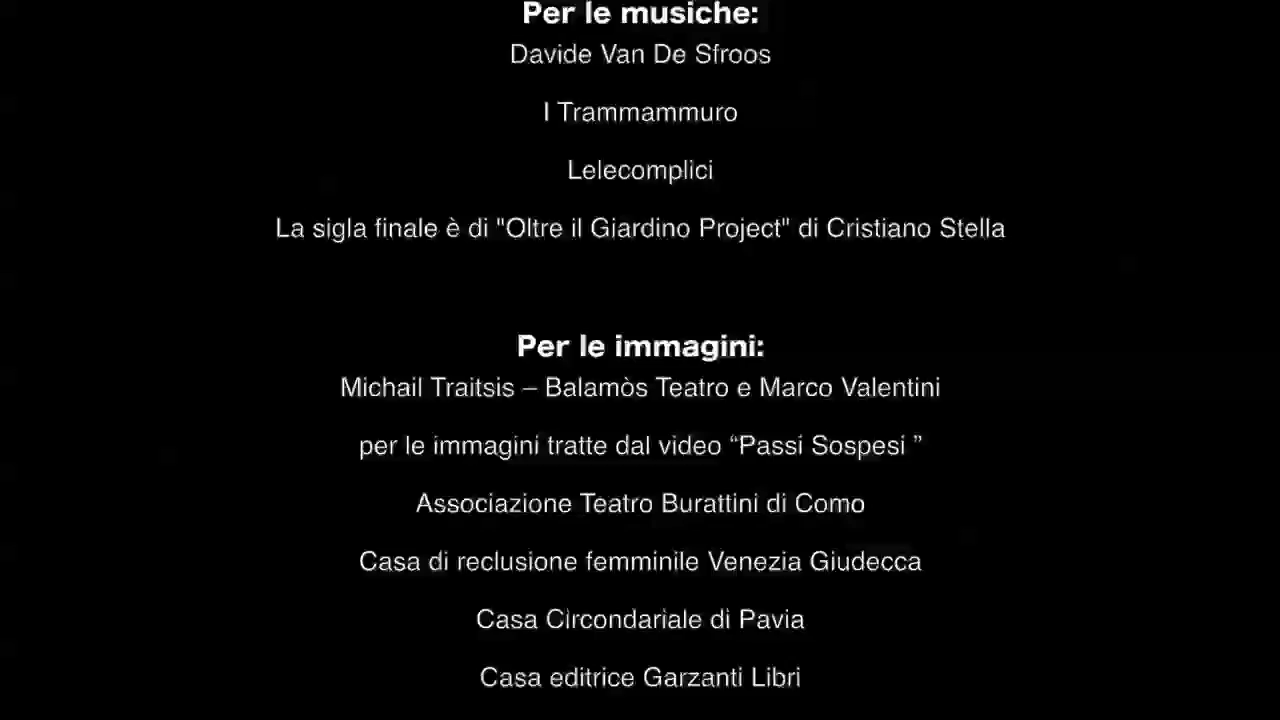 Per le musiche:
Davide Van De Sfroos
I Trammammuro
Lelecomplici
La sigla finale è di "Oltre il Giardino Project" di Cristiano Stella
Per le immagini:
Michail Traitsis – Balamòs Teatro e Marco Valentini
per le immagini tratte dal video “Passi Sospesi ”
Associazione Teatro Burattini di Como
Casa di reclusione femminile Venezia Giudecca
Casa Circondariale di Pavia
Casa editrice Garzanti Libri